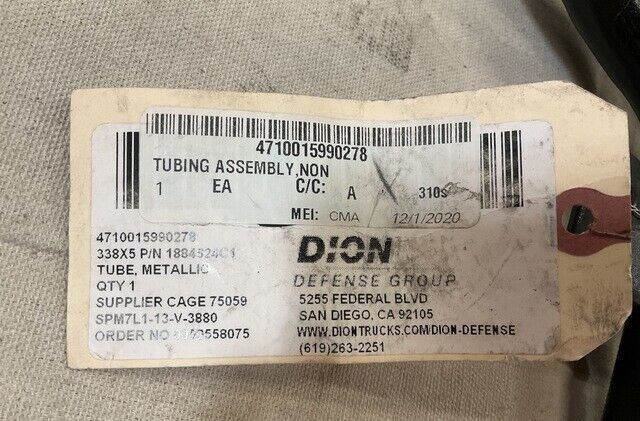 4710015990278
TUBING ASSEMBLY,NON
1 EA C/C: A 310s
MEI: CMA 12/1/2020
4710015990278
338X5 P/N 1884524C1
TUBE, METALLIC
QTY 1
SUPPLIER CAGE 75059
SPM7L1-13-V-3880
ORDER NO
DION
DEFENSE GROUP
5255 FEDERAL BLVD
SAN DIEGO, CA 92105
WWW.DIONTRUCKS.COM/DION-DEFENSE
(619)263-2251